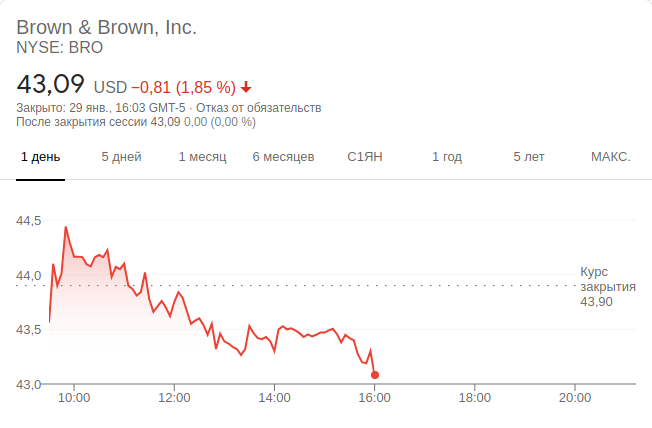 Brown & Brown, Inc.
NYSE: BRO
43,09 USD −0,81 (1,85 %)
Закрыто: 29 янв., 16:03 GMT-5 · Отказ от обязательств
После закрытия сессии 43,09 0,00 (0,00 %)
1 день 5 дней 1 месяц 6 месяцев С1ЯН 1 год 5 лет МАКС.
44,5
44,0
43,5
43,0
Курс
закрытия
43,90
10:00 12:00 14:00 16:00 18:00 20:00